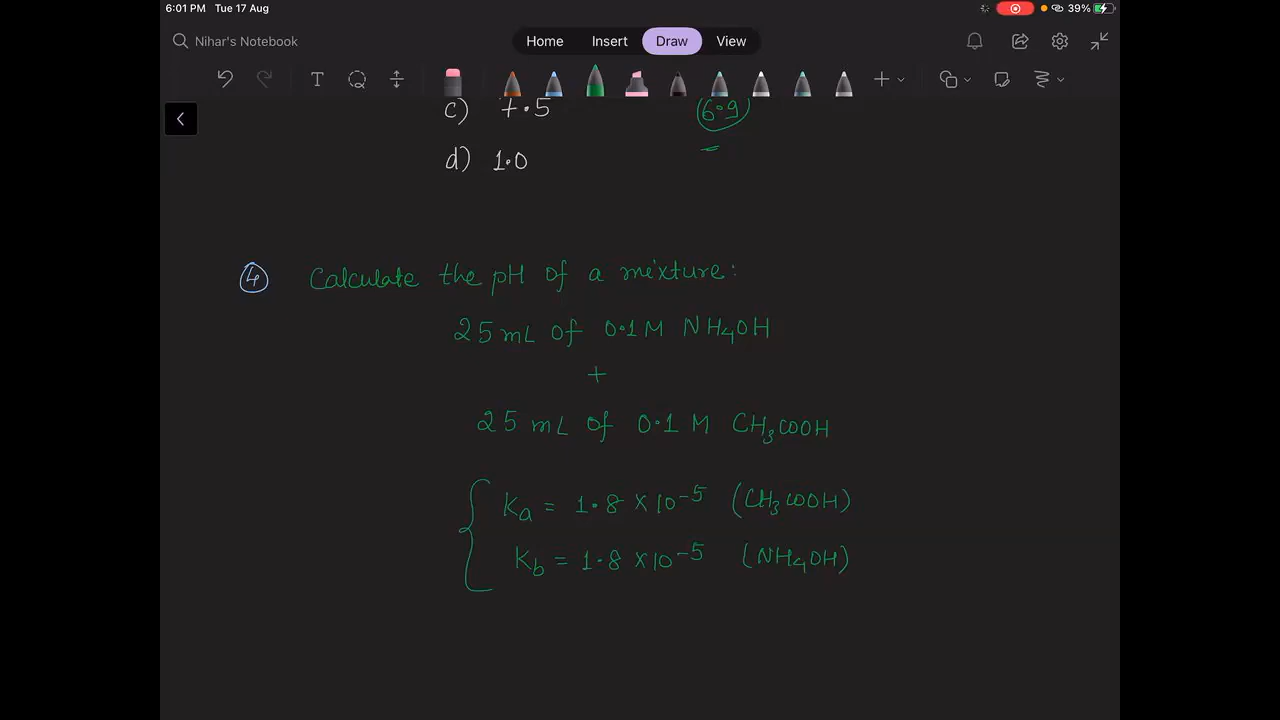 6:01 PM Tue 17 Aug 39%
Nihar's Notebook Home Insert Draw View
c) 7.5 6.9
d) 1.0
4 Calculate the pH of a mixture:
25 mL of 0.1M NH₄OH
+
25 mL of 0.1 M CH₃COOH
Ka = 1.8 × 10⁻⁵ (CH₃COOH)
Kb = 1.8 × 10⁻⁵ (NH₄OH)